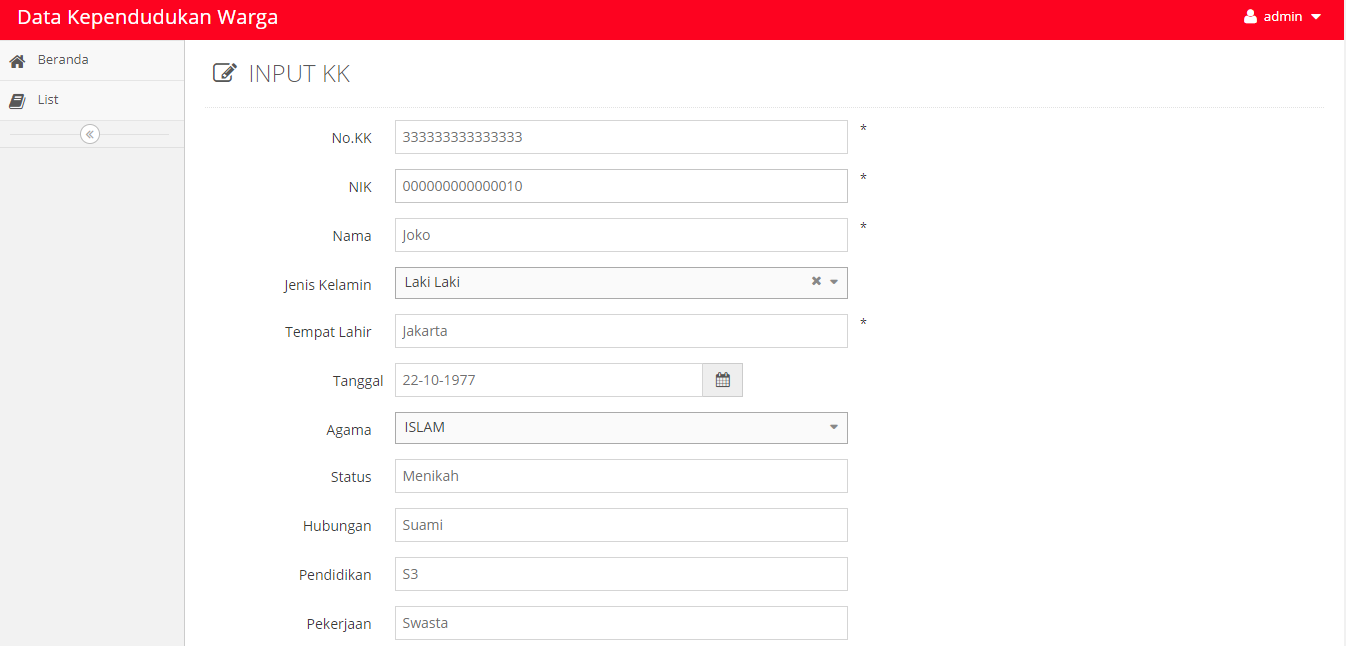 Data Kependudukan Warga
admin
Beranda
List
INPUT KK
No.KK 333333333333333 *
NIK 000000000000010 *
Nama Joko *
Jenis Kelamin Laki Laki
Tempat Lahir Jakarta *
Tanggal 22-10-1977
Agama ISLAM
Status Menikah
Hubungan Suami
Pendidikan S3
Pekerjaan Swasta